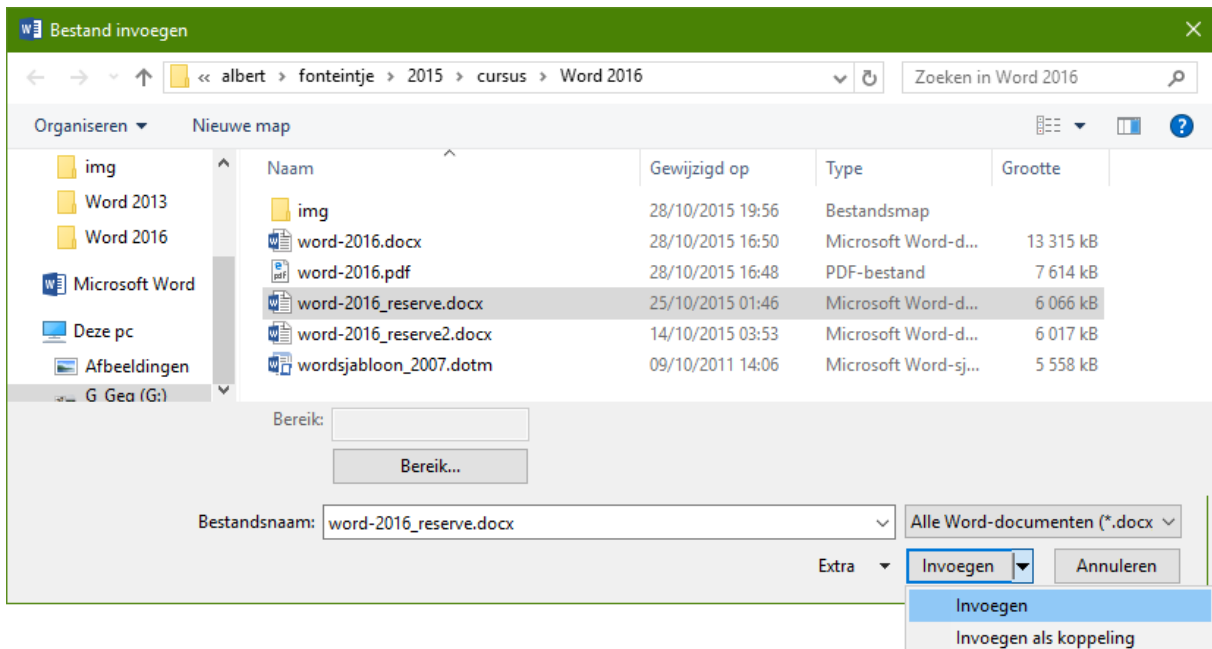 Bestand invoegen
« albert > fonteintje > 2015 > cursus > Word 2016 Zoeken in Word 2016
Organiseren Nieuwe map
Naam Gewijzigd op Type Grootte
img
Word 2013
Word 2016
Microsoft Word
Deze pc
Afbeeldingen
G_Geg (G:)
img 28/10/2015 19:56 Bestandsmap
word-2016.docx 28/10/2015 16:50 Microsoft Word-d... 13 315 kB
word-2016.pdf 28/10/2015 16:48 PDF-bestand 7 614 kB
word-2016_reserve.docx 25/10/2015 01:46 Microsoft Word-d... 6 066 kB
word-2016_reserve2.docx 14/10/2015 03:53 Microsoft Word-d... 6 017 kB
wordsjabloon_2007.dotm 09/10/2011 14:06 Microsoft Word-sj... 5 558 kB
Bereik:
Bereik...
Bestandsnaam: word-2016_reserve.docx Alle Word-documenten (*.docx
Extra Invoegen Annuleren
Invoegen
Invoegen als koppeling